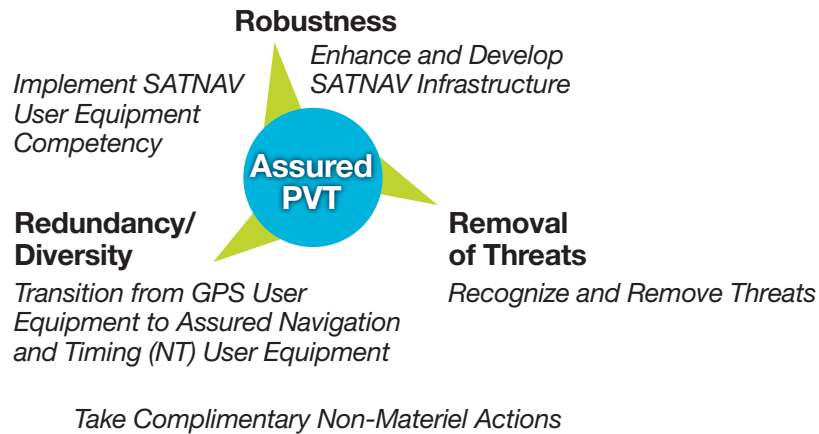 Robustness
Enhance and Develop
SATNAV Infrastructure
Implement SATNAV
User Equipment
Competency
Assured
PVT
Redundancy/
Diversity
Transition from GPS User
Equipment to Assured Navigation
and Timing (NT) User Equipment
Removal
of Threats
Recognize and Remove Threats
Take Complimentary Non-Materiel Actions